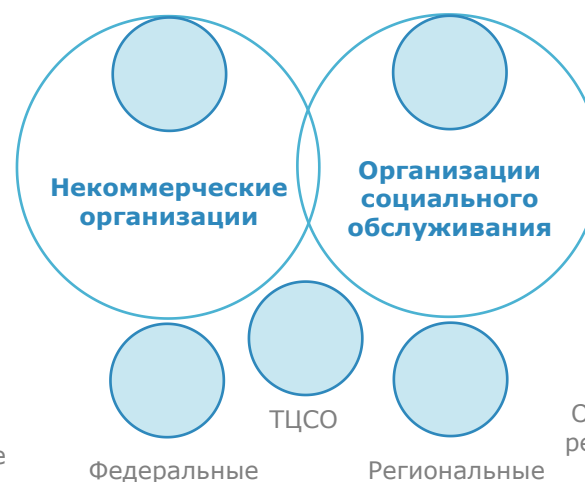 Некоммерческие
организации
Организации
социального
обслуживания
ТЦСО
Федеральные
Региональные